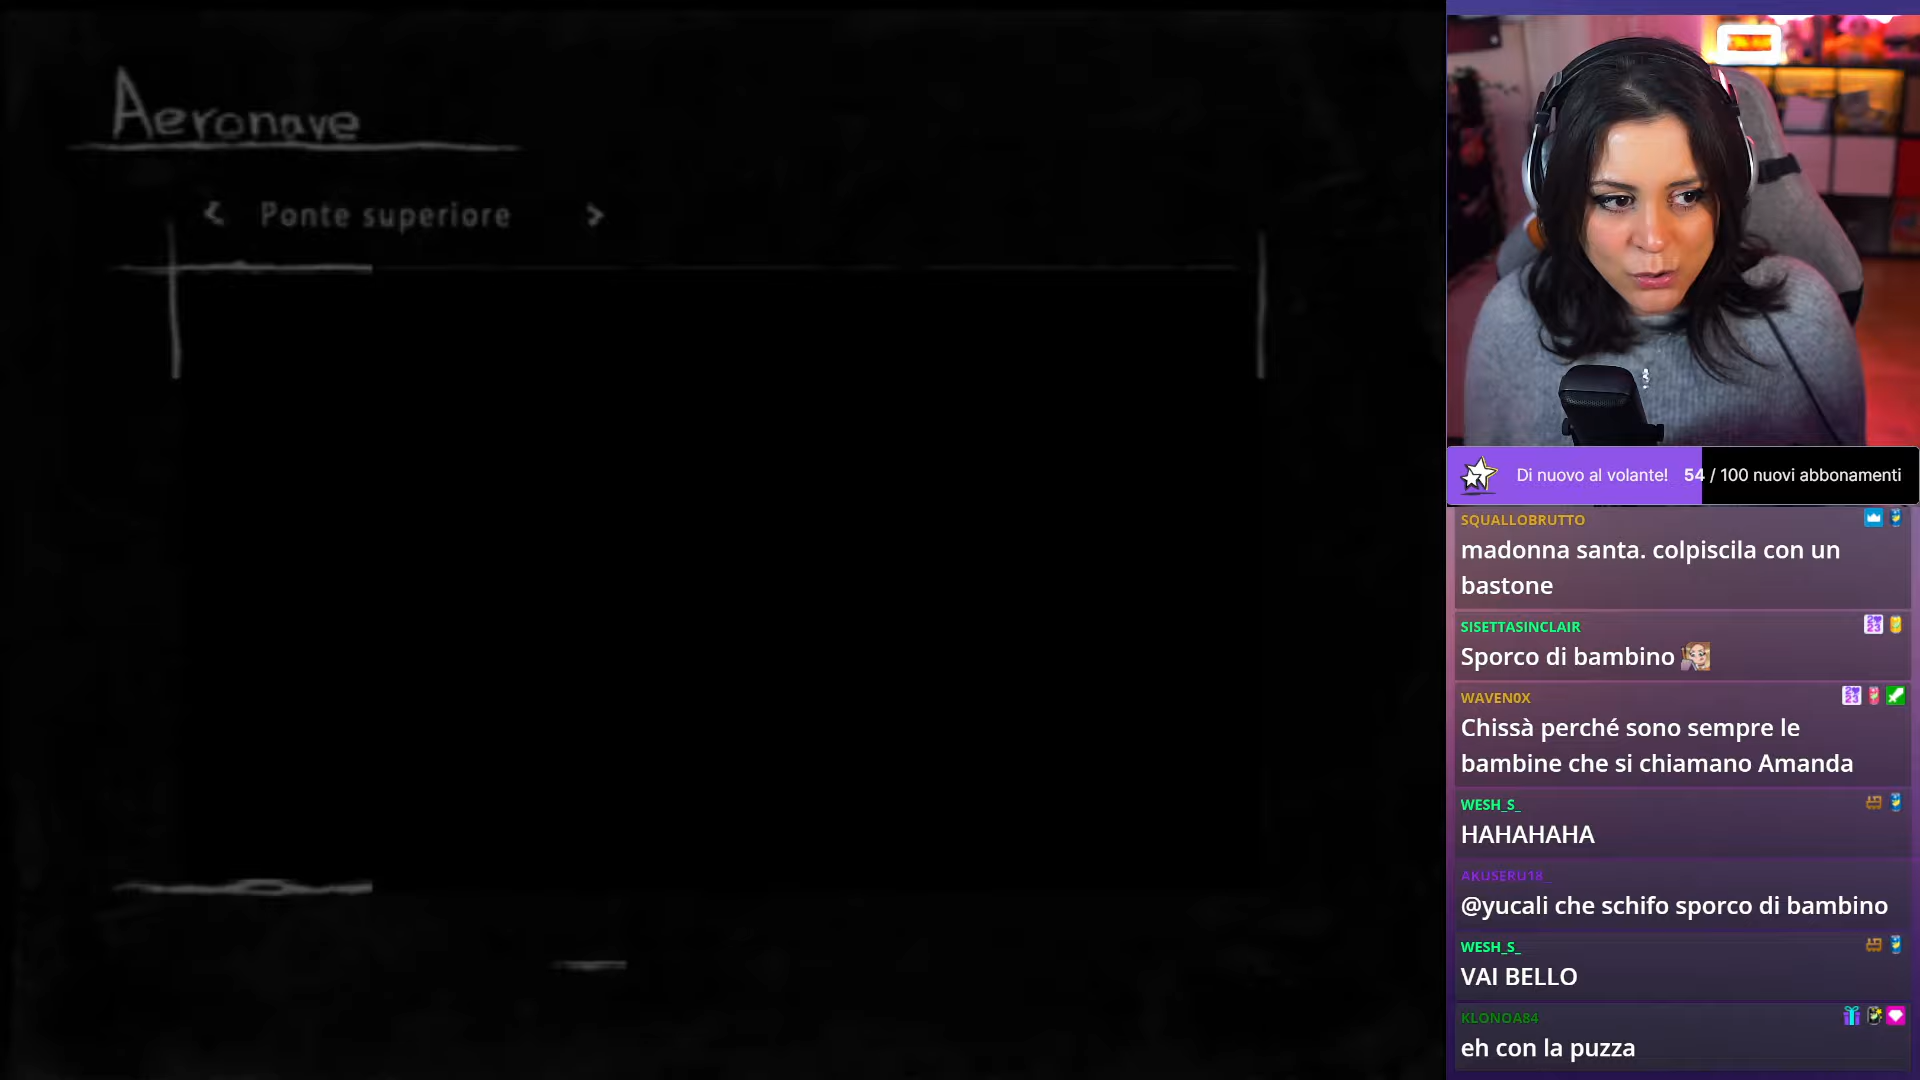 Aeronave
< Ponte superiore >
Di nuovo al volante! 54 / 100 nuovi abbonamenti
SQUALLOBRUTTO
madonna santa. colpiscila con un
bastone
SISETTASINCLAIR
Sporco di bambino
WAVEN0X
Chissà perché sono sempre le
bambine che si chiamano Amanda
WESH_S_
HAHAHAHA
AKUSERU18_
@yucali che schifo sporco di bambino
WESH_S_
VAI BELLO
KLONOA84
eh con la puzza